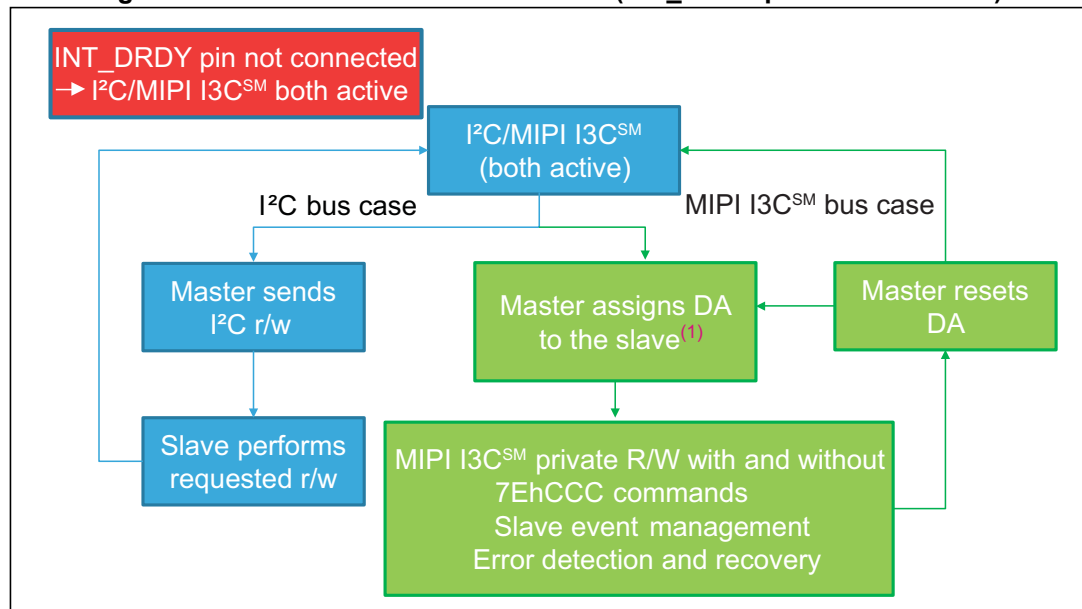 INT_DRDY pin not connected
→ I²C/MIPI I3Cˢᴹ both active
I²C/MIPI I3Cˢᴹ
(both active)
I²C bus case
MIPI I3Cˢᴹ bus case
Master sends
I²C r/w
Master assigns DA
to the slave⁽¹⁾
Master resets
DA
Slave performs
requested r/w
MIPI I3Cˢᴹ private R/W with and without
7EhCCC commands
Slave event management
Error detection and recovery